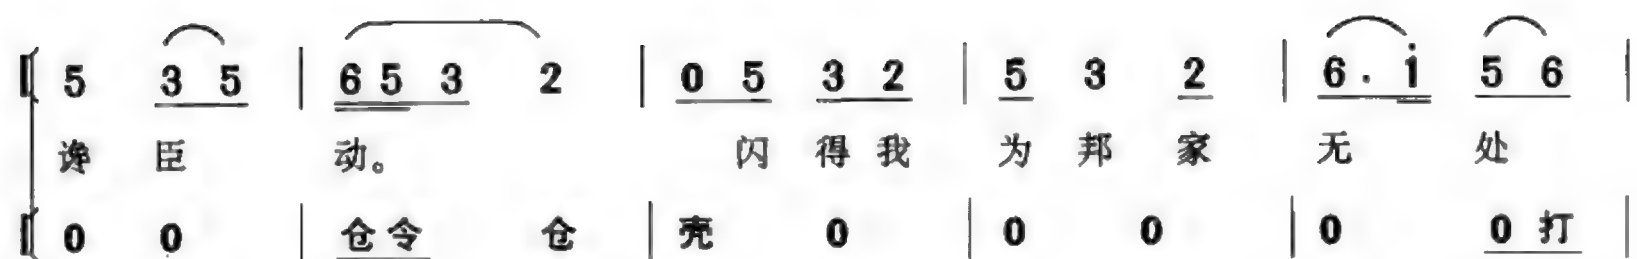 5 3 5 | 6 5 3 2 | 0 5 3 2 | 5 3 2 | 6 · i 5 6 |
谗 臣 动。 闪 得 我 为 邦 家 无 处
0 0 | 仓 令 仓 | 壳 0 | 0 0 | 0 0 打 |